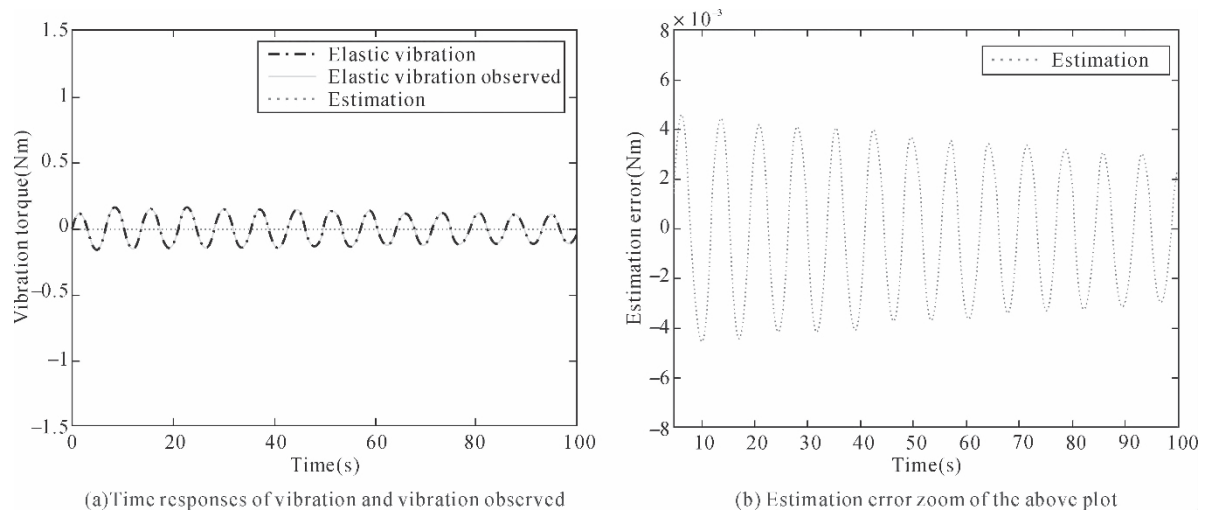 1.5
1
0.5
0
−0.5
−1
−1.5
Vibration torque(Nm)
Elastic vibration
Elastic vibration observed
Estimation
0 20 40 60 80 100
Time(s)
(a)Time responses of vibration and vibration observed
× 10 ³
8
6
4
2
0
−2
−4
−6
−8
Estimation error(Nm)
Estimation
10 20 30 40 50 60 70 80 90 100
Time(s)
(b) Estimation error zoom of the above plot